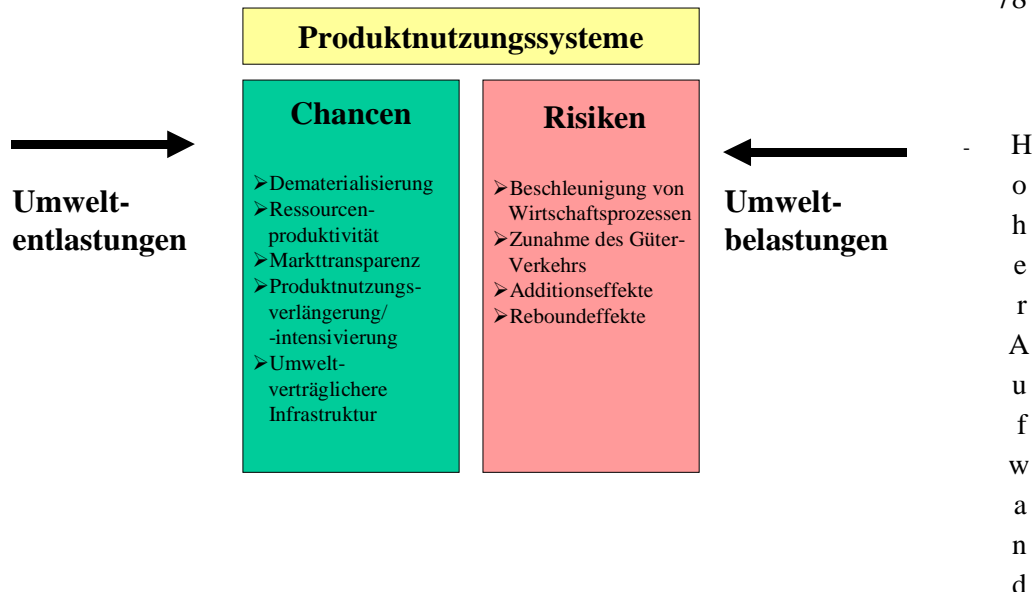 78
Produktnutzungssysteme
Umwelt-
entlastungen
Chancen
➢Dematerialisierung
➢Ressourcen-
produktivität
➢Markttransparenz
➢Produktnutzungs-
verlängerung/
-intensivierung
➢Umwelt-
verträglichere
Infrastruktur
Risiken
➢Beschleunigung von
Wirtschaftsprozessen
➢Zunahme des Güter-
Verkehrs
➢Additionseffekte
➢Reboundeffekte
Umwelt-
belastungen
- H
o
h
e
r
A
u
f
w
a
n
d